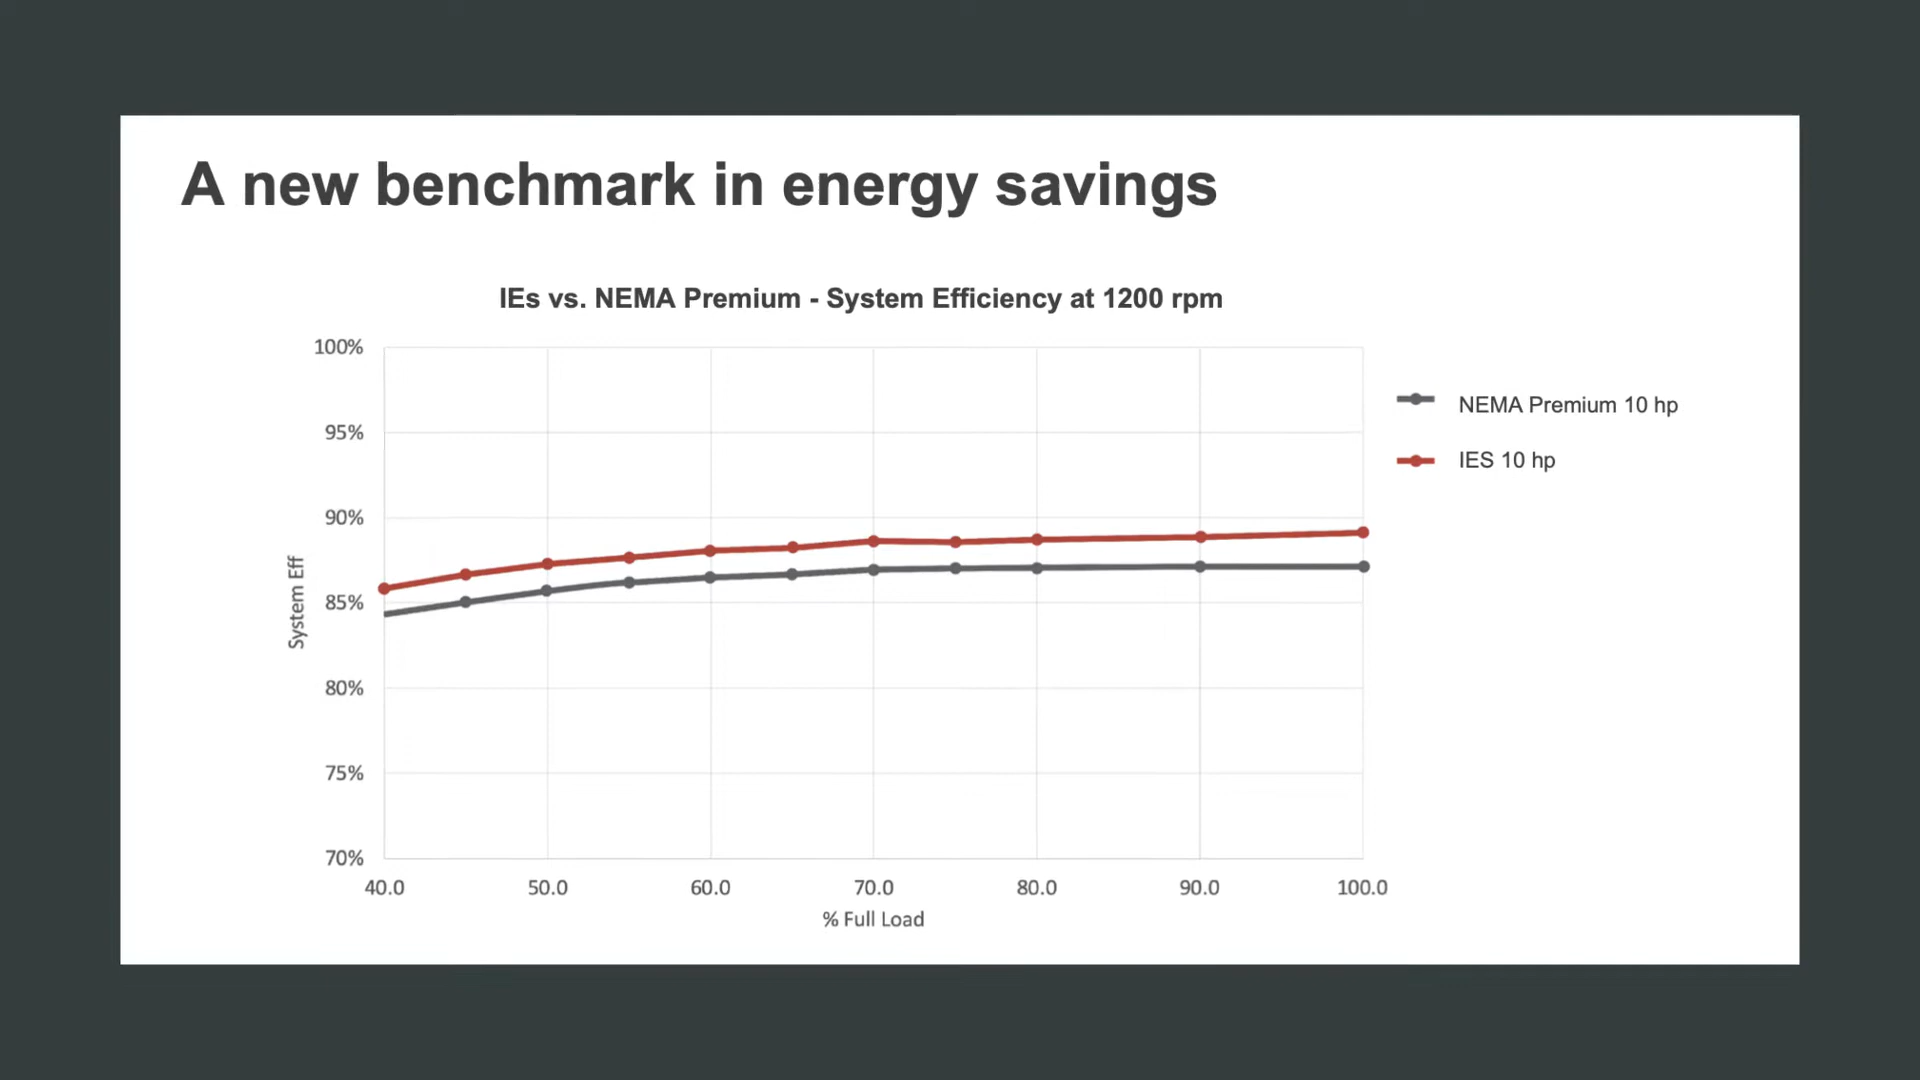 A new benchmark in energy savings
IEs vs. NEMA Premium - System Efficiency at 1200 rpm
100%
95%
90%
85%
80%
75%
70%
System Eff
40.0 50.0 60.0 70.0 80.0 90.0 100.0
% Full Load
NEMA Premium 10 hp
IES 10 hp